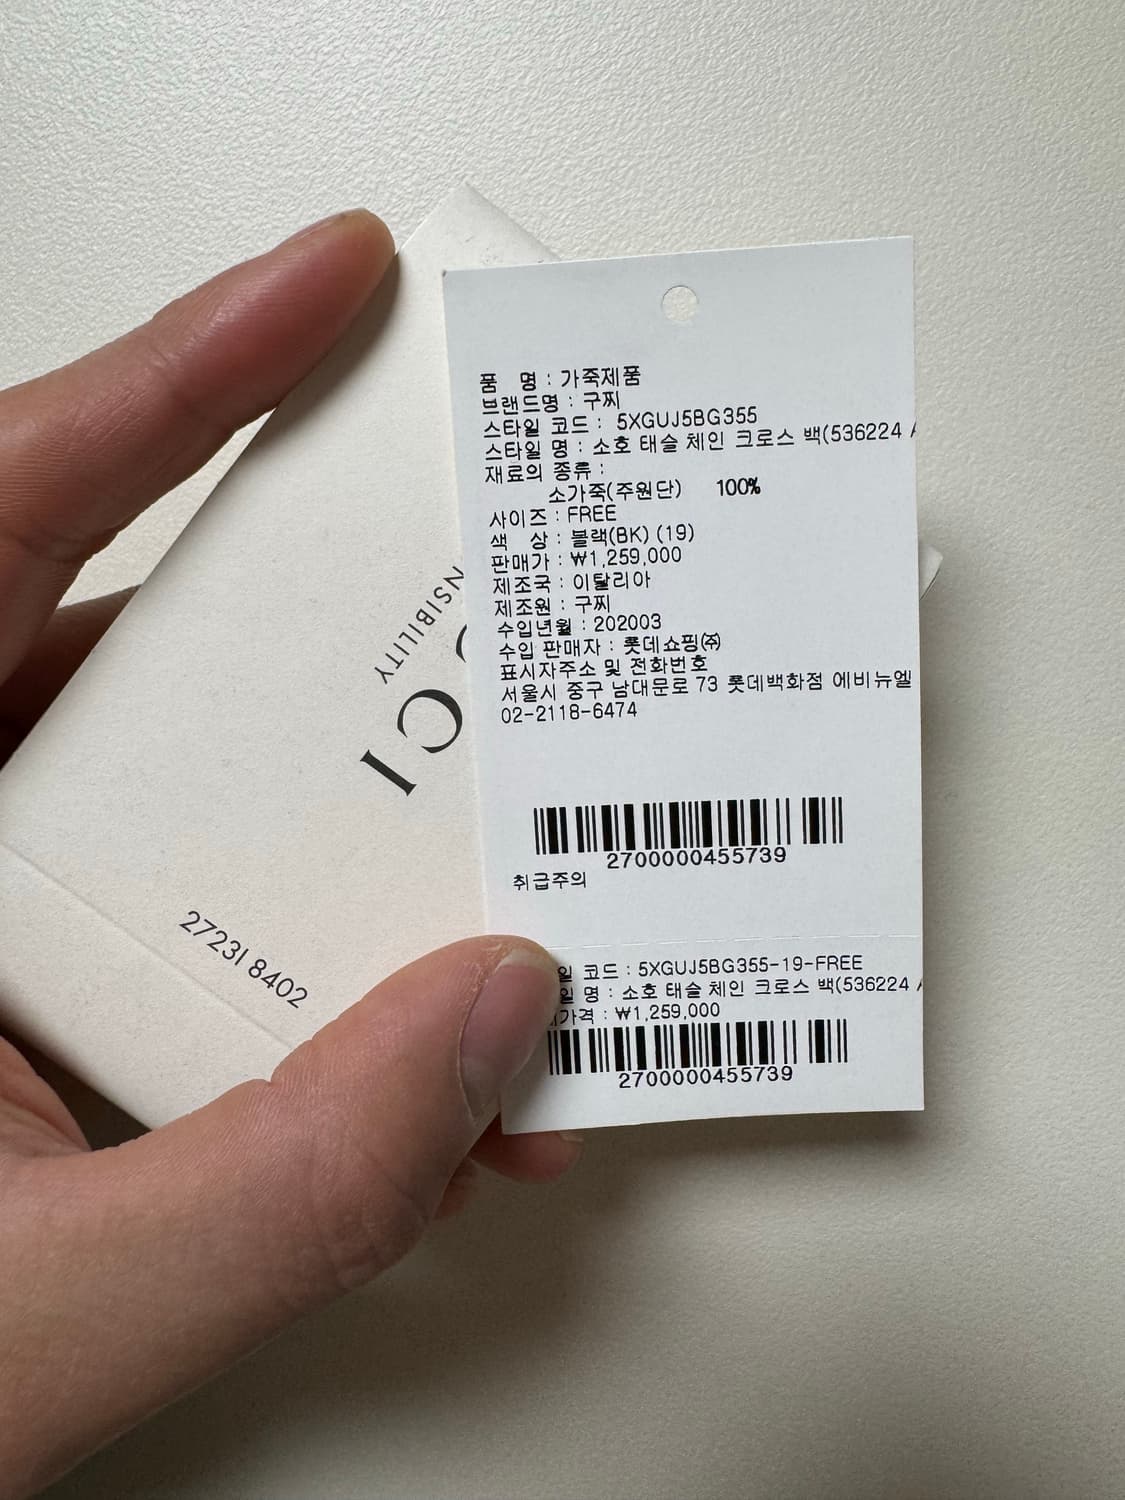 품 명 : 가죽제품
브랜드명 : 구찌
스타일 코드 : 5XGUJ5BG355
스타일 명 : 소호 태슬 체인 크로스 백(536224
재료의 종류 :
소가죽(주원단) 100%
사이즈 : FREE
색 상 : 블랙(BK) (19)
판매가 : ₩1,259,000
제조국 : 이탈리아
제조원 : 구찌
수입년월 : 202003
수입 판매자 : 롯데쇼핑㈜
표시자주소 및 전화번호
서울시 중구 남대문로 73 롯데백화점 에비뉴엘
02-2118-6474
2700000455739
취급주의
일 코드 : 5XGUJ5BG355-19-FREE
일 명 : 소호 태슬 체인 크로스 백(536224
가격 : ₩1,259,000
2700000455739
NSIBILITY
CI
27231 8402